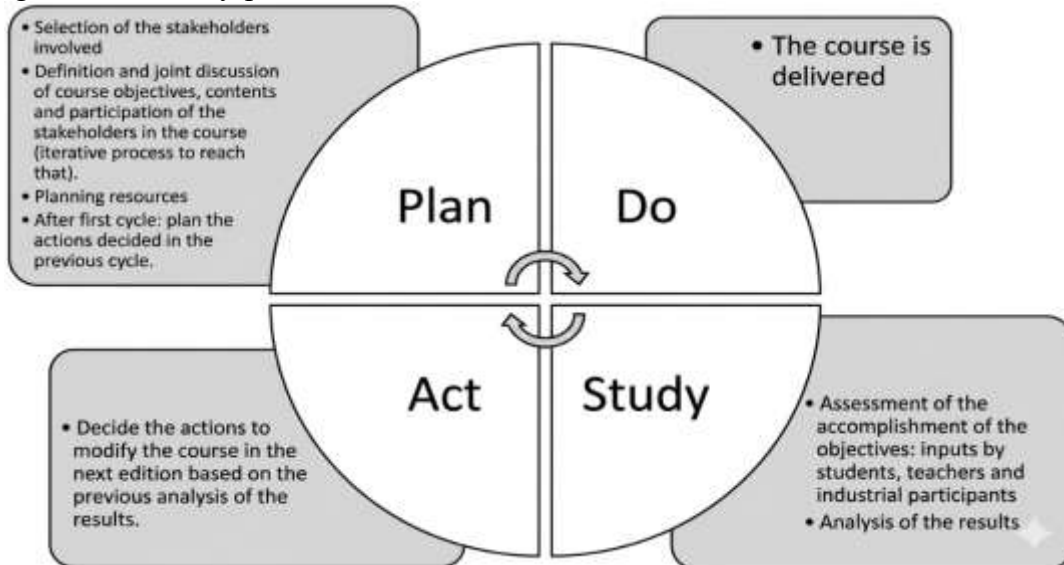 • Selection of the stakeholders
involved
• Definition and joint discussion
of course objectives, contents
and participation of the
stakeholders in the course
(iterative process to reach
that).
• Planning resources
• After first cycle: plan the
actions decided in the
previous cycle.
• The course is
delivered
Plan
Do
Act
Study
• Decide the actions to
modify the course in the
next edition based on the
previous analysis of the
results.
• Assessment of the
accomplishment of the
objectives: inputs by
students, teachers and
industrial participants
• Analysis of the results